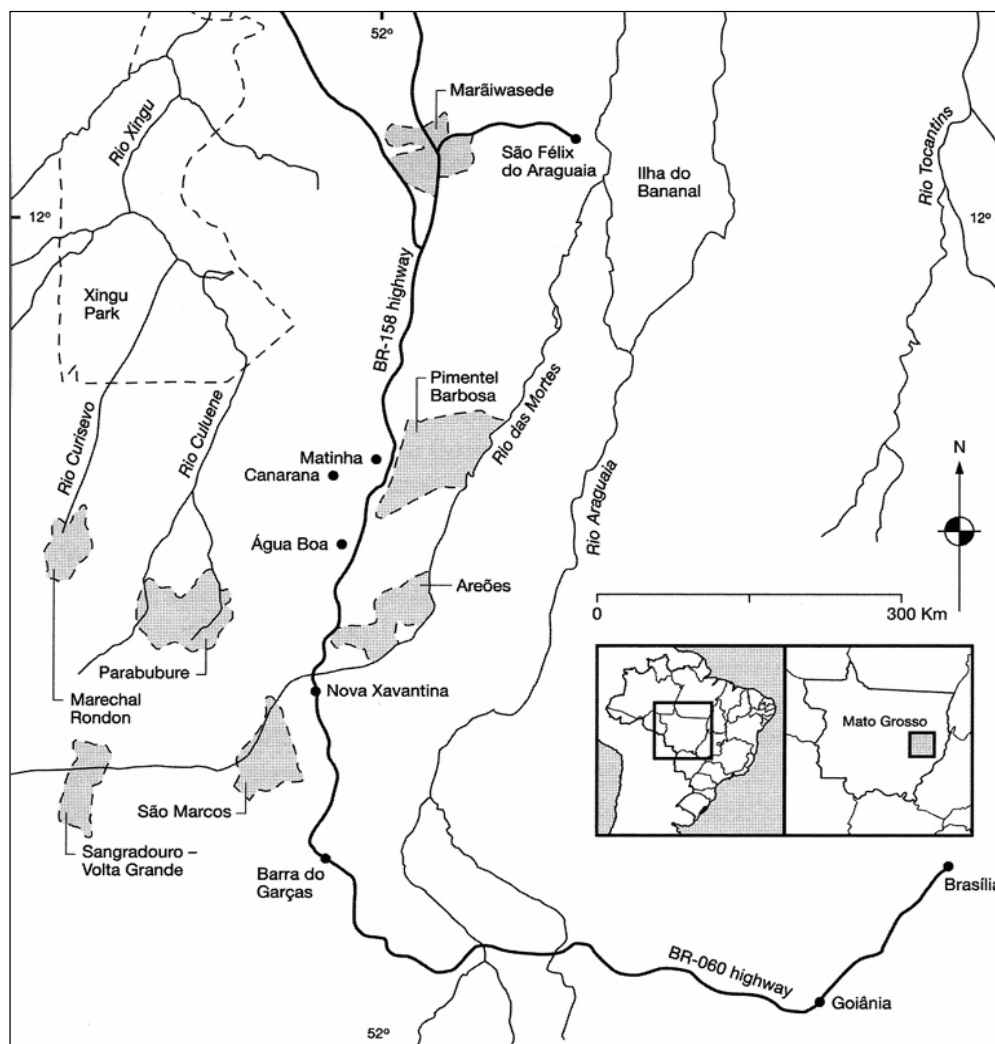 52º
Marãiwasede
Rio Xingu
São Félix
do Araguaia
Ilha do
Bananal
Rio Tocantins
12º
12º
Xingu
Park
BR-158 highway
Pimentel
Barbosa
Rio das Mortes
Rio Curisevo
Rio Culuene
Matinha
Canarana
Rio Araguaia
N
Água Boa
Areões
0
300 Km
Parabubure
Marechal
Rondon
Nova Xavantina
Mato Grosso
São Marcos
Sangradouro –
Volta Grande
Barra do
Garças
Brasília
BR-060 highway
Goiânia
52º